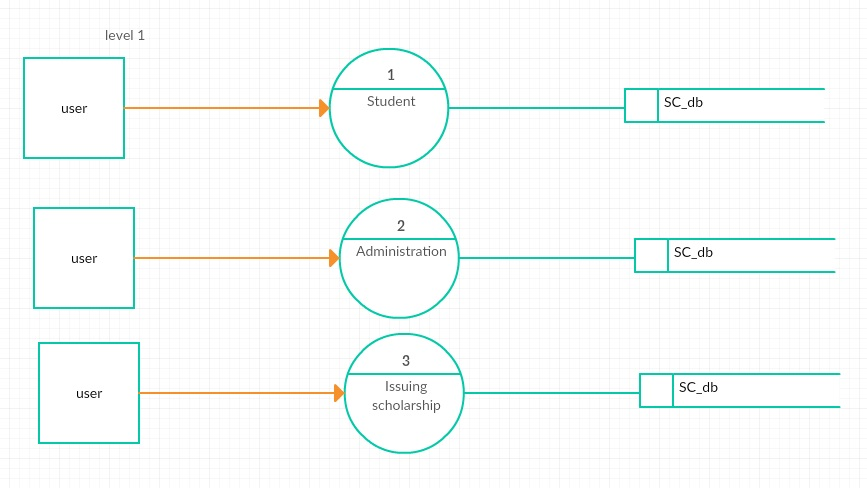 level 1
user
1
Student
SC_db
user
2
Administration
SC_db
user
3
Issuing
scholarship
SC_db